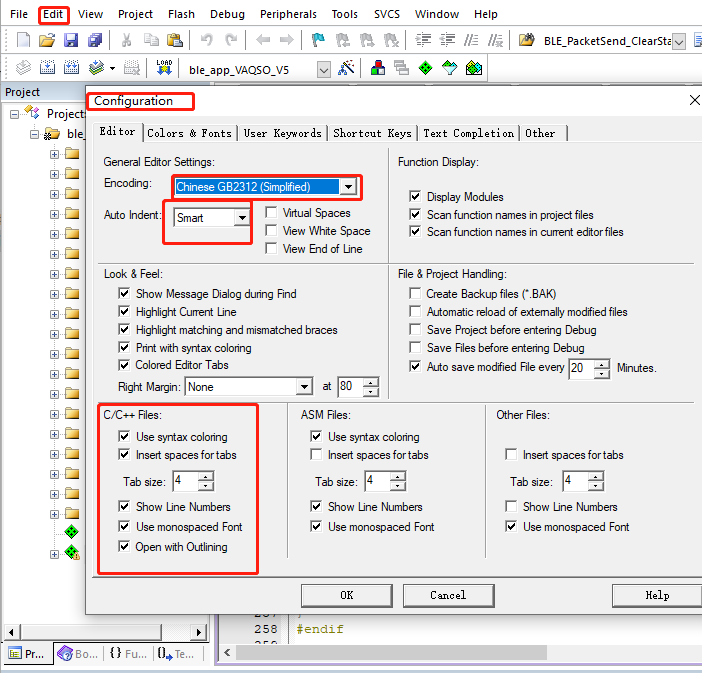 File Edit View Project Flash Debug Peripherals Tools SVCS Window Help
BLE_PacketSend_ClearSta
LOAD
ble_app_VAQSO_V5
Project
Configuration
Project
ble_
Editor Colors & Fonts User Keywords Shortcut Keys Text Completion Other
General Editor Settings:
Encoding: Chinese GB2312 (Simplified)
Auto Indent: Smart
Virtual Spaces
View White Space
View End of Line
Function Display:
Display Modules
Scan function names in project files
Scan function names in current editor files
Look & Feel:
Show Message Dialog during Find
Highlight Current Line
Highlight matching and mismatched braces
Print with syntax coloring
Colored Editor Tabs
Right Margin: None at 80
File & Project Handling:
Create Backup files (*.BAK)
Automatic reload of externally modified files
Save Project before entering Debug
Save Files before entering Debug
Auto save modified File every 20 Minutes.
C/C++ Files:
Use syntax coloring
Insert spaces for tabs
Tab size: 4
Show Line Numbers
Use monospaced Font
Open with Outlining
ASM Files:
Use syntax coloring
Insert spaces for tabs
Tab size: 4
Show Line Numbers
Use monospaced Font
Other Files:
Insert spaces for tabs
Tab size: 4
Show Line Numbers
Use monospaced Font
OK Cancel Help
258 #endif
Pr... Bo... {} Fu... 0 Te...